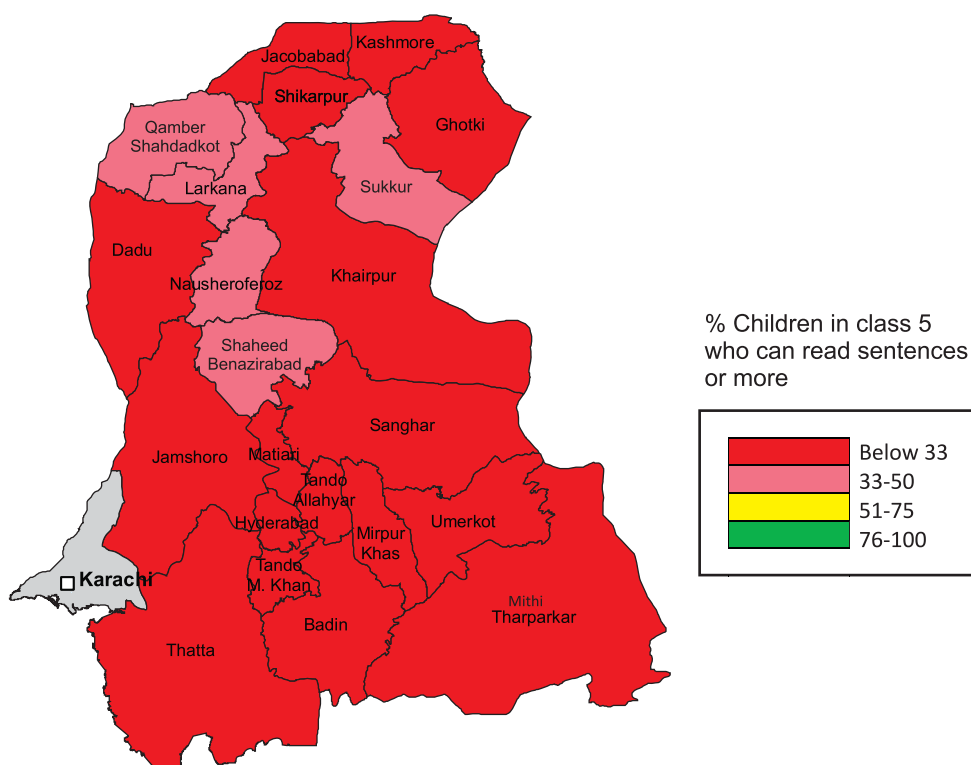 Kashmore
Jacobabad
Shikarpur
Ghotki
Qamber
Shahdadkot
Larkana
Sukkur
Dadu
Khairpur
Nausheroferoz
Shaheed
Benazirabad
Sanghar
Jamshoro
Matiari
Tando
Allahyar
Hyderabad
Mirpur
Khas
Umerkot
Tando
M. Khan
Karachi
Mithi
Tharparkar
Badin
Thatta
% Children in class 5
who can read sentences
or more
Below 33
33-50
51-75
76-100